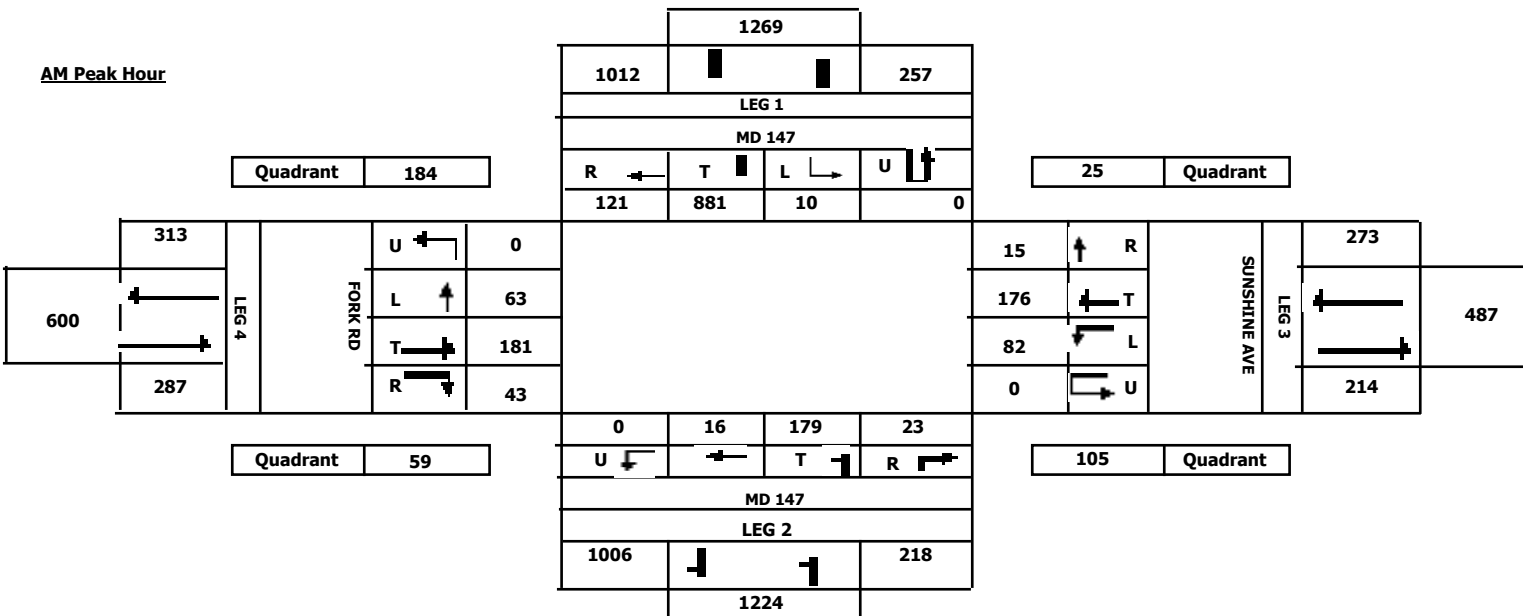 1269
AM Peak Hour
1012 257
LEG 1
MD 147
Quadrant 184
R T L U
25 Quadrant
121 881 10 0
313
U 0
15 R
273
600
LEG 4
FORK RD
L 63
176 T
SUNSHINE AVE
LEG 3
487
T 181
82 L
287
R 43
0 U
214
0 16 179 23
Quadrant 59
U T R
105 Quadrant
MD 147
LEG 2
1006 218
1224